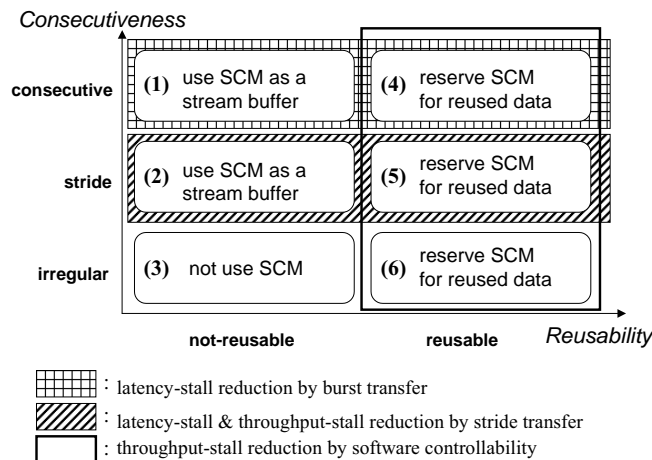 Consecutiveness
consecutive
(1) use SCM as a
stream buffer
(4) reserve SCM
for reused data
stride
(2) use SCM as a
stream buffer
(5) reserve SCM
for reused data
irregular
(3) not use SCM
(6) reserve SCM
for reused data
not-reusable
reusable
Reusability
: latency-stall reduction by burst transfer
: latency-stall & throughput-stall reduction by stride transfer
: throughput-stall reduction by software controllability